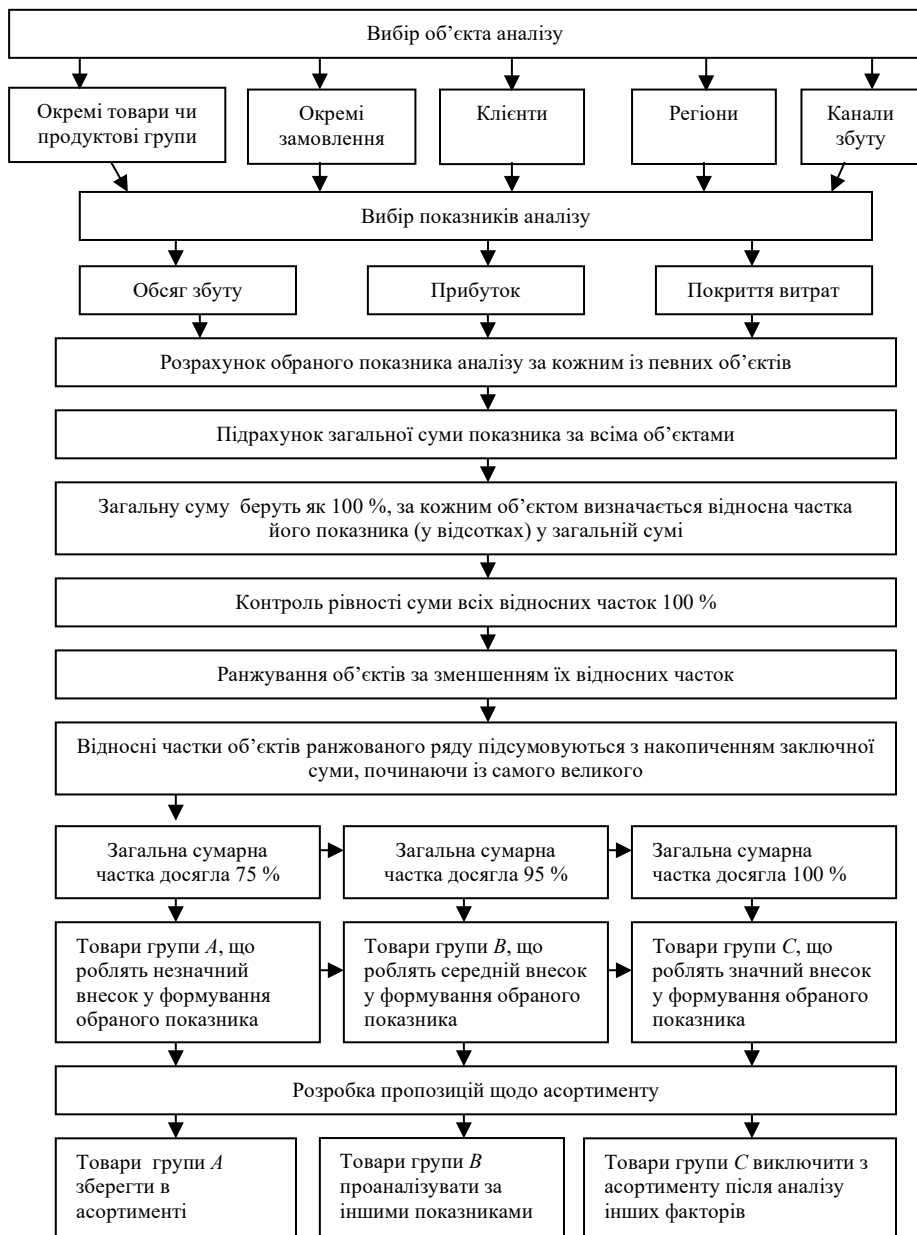 Вибір об’єкта аналізу
Окремі товари чи
продуктові групи
Окремі
замовлення
Клієнти
Регіони
Канали
збуту
Вибір показників аналізу
Обсяг збуту
Прибуток
Покриття витрат
Розрахунок обраного показника аналізу за кожним із певних об’єктів
Підрахунок загальної суми показника за всіма об’єктами
Загальну суму беруть як 100 %, за кожним об’єктом визначається відносна частка
його показника (у відсотках) у загальній сумі
Контроль рівності суми всіх відносних часток 100 %
Ранжування об’єктів за зменшенням їх відносних часток
Відносні частки об’єктів ранжованого ряду підсумовуються з накопиченням заключної
суми, починаючи із самого великого
Загальна сумарна
частка досягла 75 %
Загальна сумарна
частка досягла 95 %
Загальна сумарна
частка досягла 100 %
Товари групи A, що
роблять незначний
внесок у формування
обраного показника
Товари групи B, що
роблять середній внесок
у формування обраного
показника
Товари групи C, що
роблять значний внесок
у формування обраного
показника
Розробка пропозицій щодо асортименту
Товари групи A
зберегти в
асортименті
Товари групи B
проаналізувати за
іншими показниками
Товари групи C виключити з
асортименту після аналізу
інших факторів